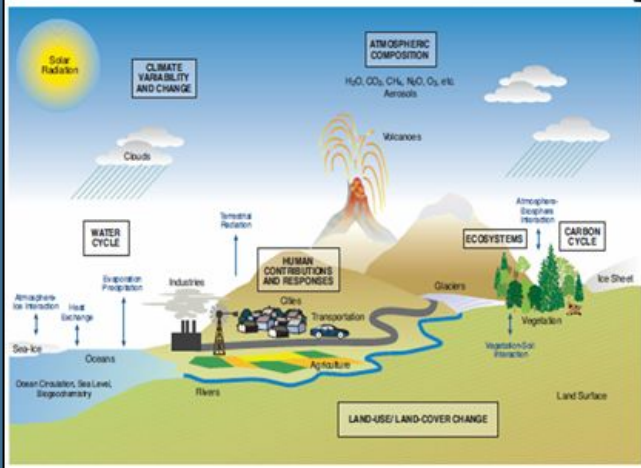 Solar
Radiation
CLIMATE
VARIABILITY
AND CHANGE
ATMOSPHERIC
COMPOSITION
H₂O, CO₂, CH₄, N₂O, O₃, etc.
Aerosols
Volcanoes
Clouds
WATER
CYCLE
Terrestrial
Radiation
Atmosphere-
Biosphere
Interaction
ECOSYSTEMS
CARBON
CYCLE
HUMAN
CONTRIBUTIONS
AND RESPONSES
Evaporation
Precipitation
Industries
Cities
Transportation
Glaciers
Ice Sheet
Atmosphere-
Ice Interaction
Heat
Exchange
Vegetation
Sea-Ice
Oceans
Agriculture
Vegetation-Soil
Interaction
Ocean Circulation, Sea Level,
Biogeochemistry
Rivers
Land Surface
LAND-USE/ LAND-COVER CHANGE